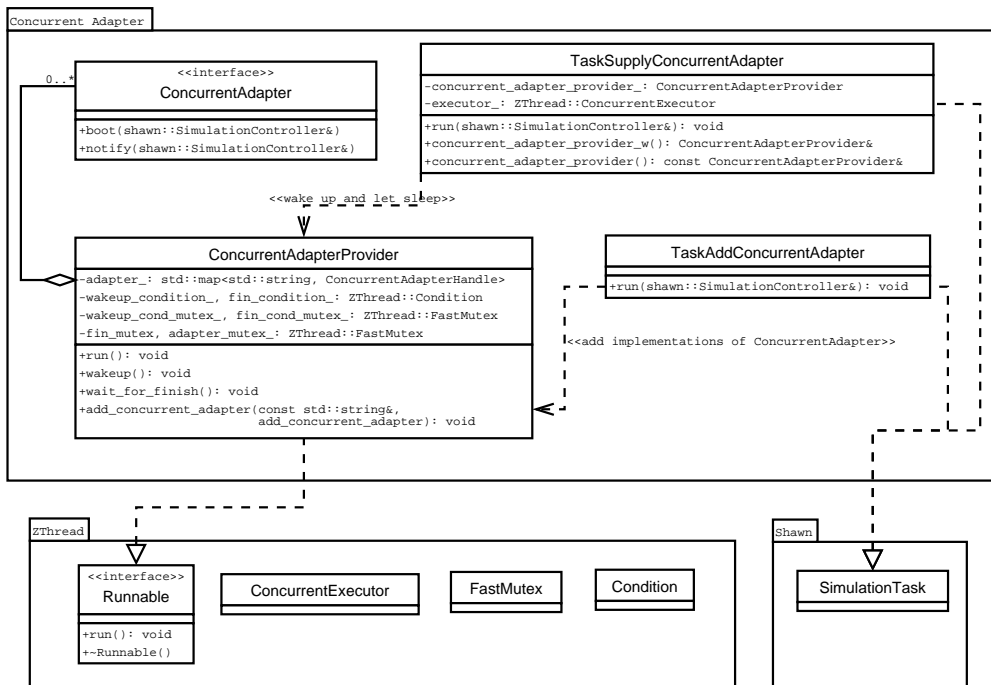 Concurrent Adapter
0..*
<<interface>>
ConcurrentAdapter
+boot(shawn::SimulationController&)
+notify(shawn::SimulationController&)
TaskSupplyConcurrentAdapter
-concurrent_adapter_provider_: ConcurrentAdapterProvider
-executor_: ZThread::ConcurrentExecutor
+run(shawn::SimulationController&): void
+concurrent_adapter_provider_w(): ConcurrentAdapterProvider&
+concurrent_adapter_provider(): const ConcurrentAdapterProvider&
<<wake up and let sleep>>
ConcurrentAdapterProvider
-adapter_: std::map<std::string, ConcurrentAdapterHandle>
-wakeup_condition_, fin_condition_: ZThread::Condition
-wakeup_cond_mutex_, fin_cond_mutex_: ZThread::FastMutex
-fin_mutex, adapter_mutex_: ZThread::FastMutex
+run(): void
+wakeup(): void
+wait_for_finish(): void
+add_concurrent_adapter(const std::string&,
add_concurrent_adapter): void
TaskAddConcurrentAdapter
+run(shawn::SimulationController&): void
<<add implementations of ConcurrentAdapter>>
ZThread
<<interface>>
Runnable
+run(): void
+~Runnable()
ConcurrentExecutor
FastMutex
Condition
Shawn
SimulationTask